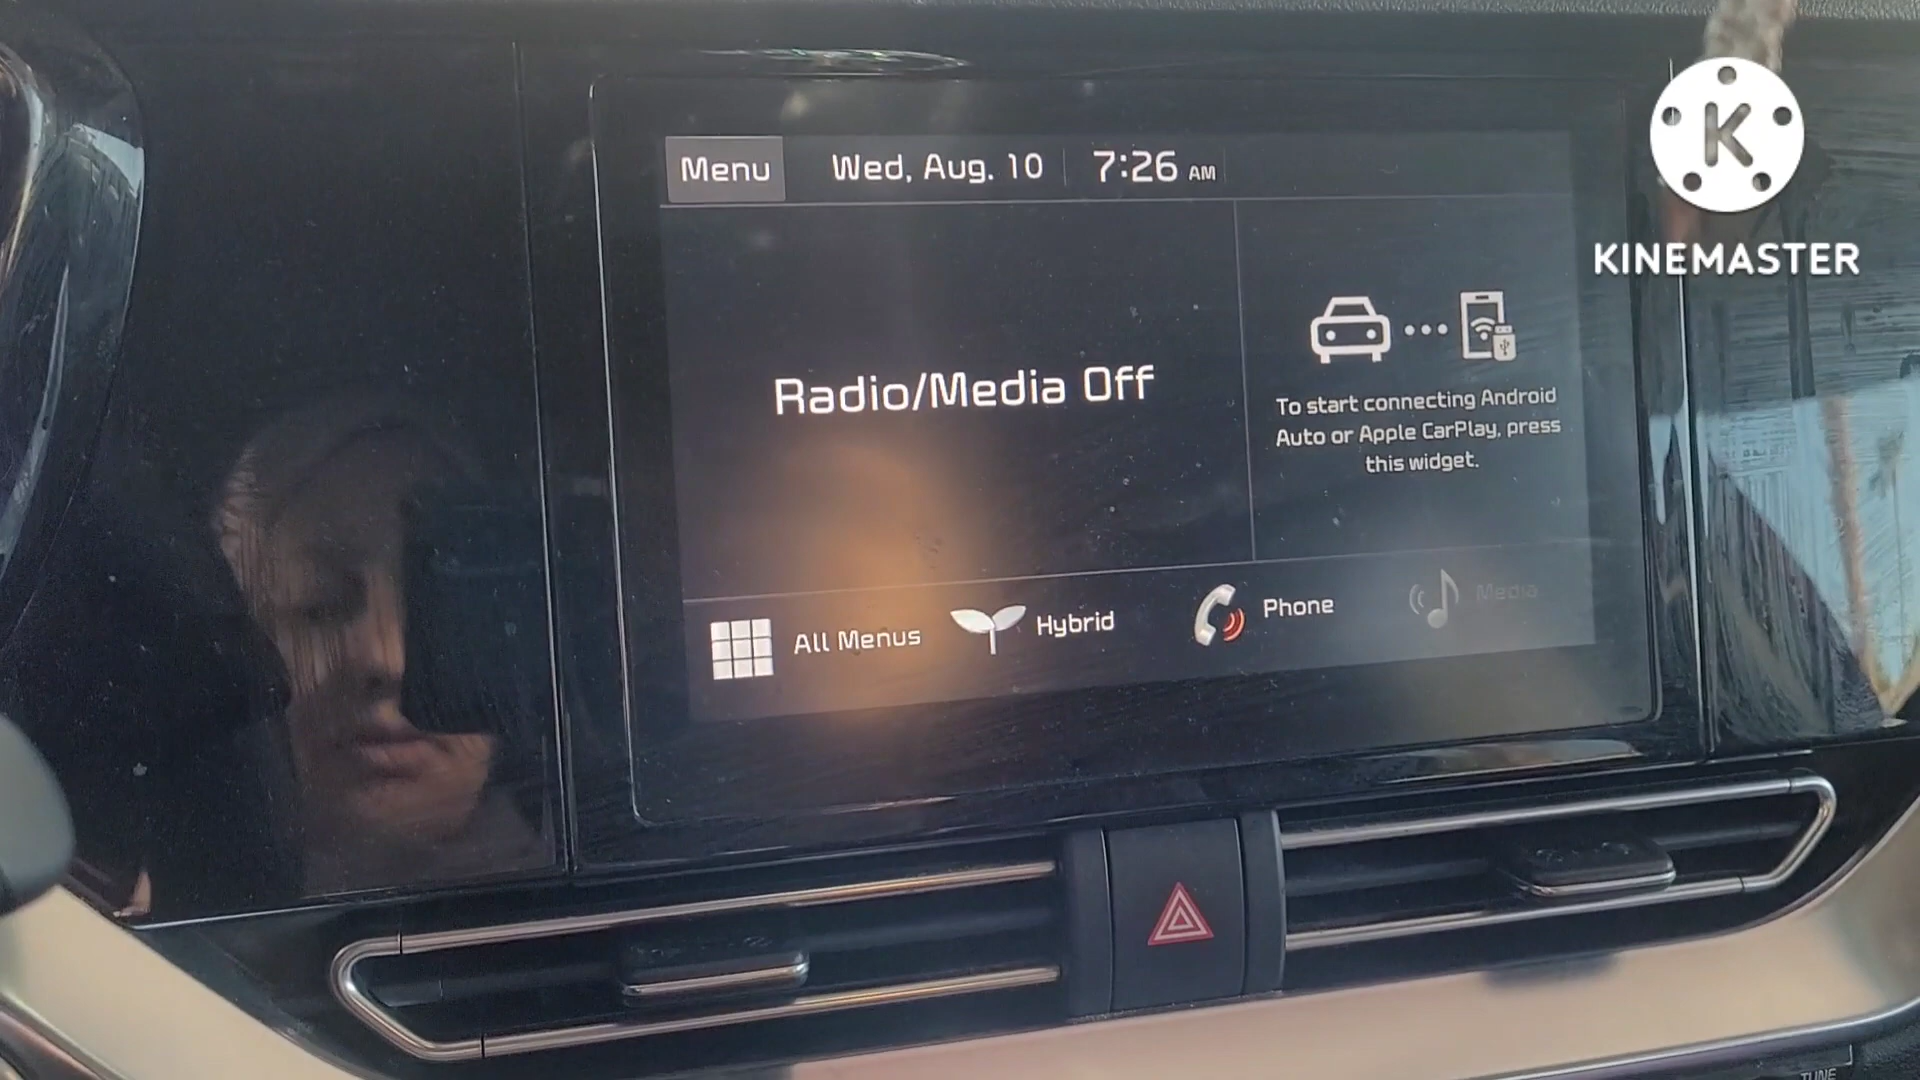 Menu
Wed, Aug. 10
7:26 AM
K
KINEMASTER
Radio/Media Off
To start connecting Android
Auto or Apple CarPlay, press
this widget.
All Menus
Hybrid
Phone
Media
TUNE